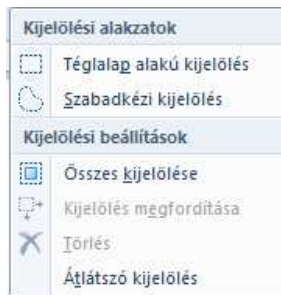 Kijelölési alakzatok
Téglalap alakú kijelölés
Szabadkézi kijelölés
Kijelölési beállítások
Összes kijelölése
Kijelölés megfordítása
Törlés
Átlátszó kijelölés